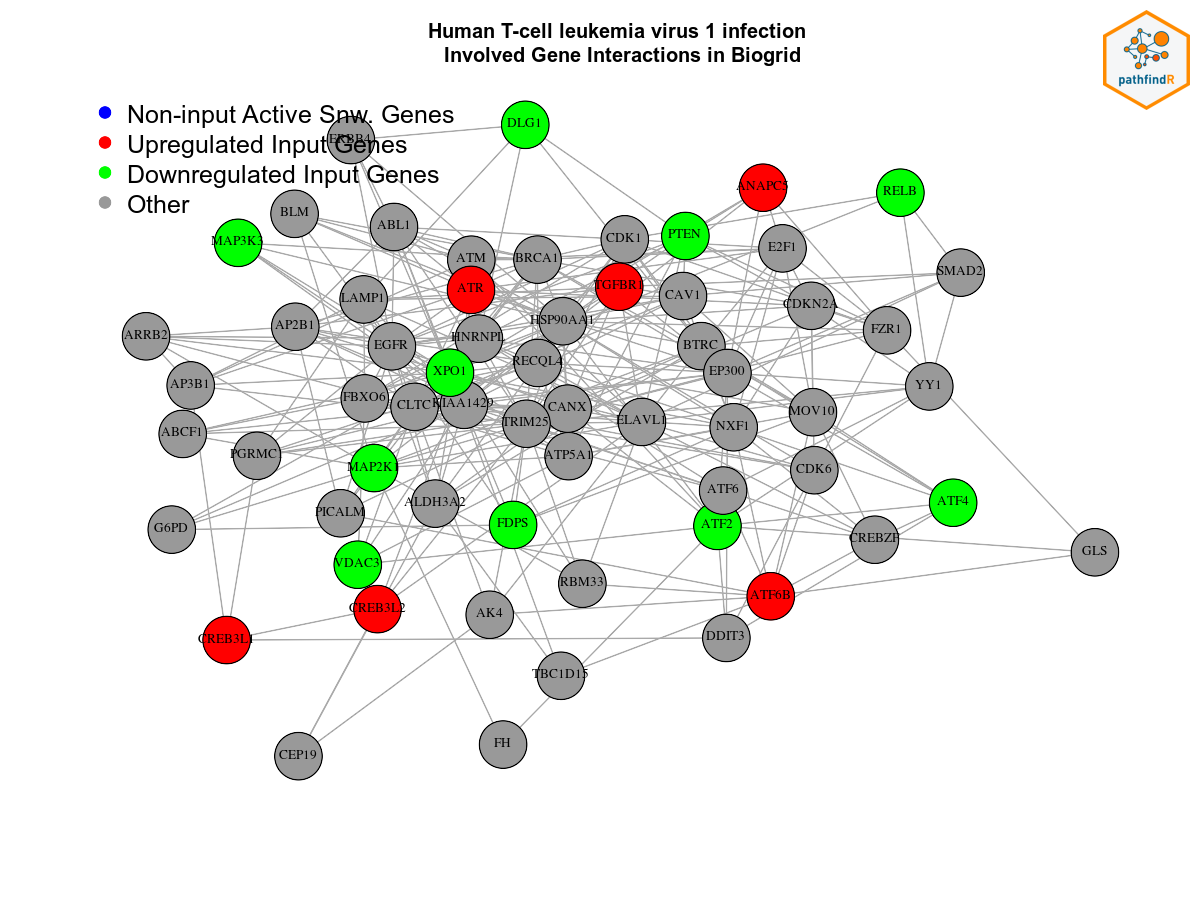 Human T-cell leukemia virus 1 infection
Involved Gene Interactions in Biogrid
pathfindR
Non-input Active Snw. Genes
Upregulated Input Genes
Downregulated Input Genes
Other
DLG1
ERBB4
ANAPC5
RELB
BLM
ABL1
MAP3K3
CDK1
PTEN
E2F1
ATM
BRCA1
SMAD2
ATR
TGFBR1
CAV1
LAMP1
CDKN2A
AP2B1
HSP90AA1
FZR1
ARRB2
EGFR
HNRNPL
BTRC
RECQL4
XPO1
EP300
AP3B1
YY1
FBXO6
CLTC
KIAA1429
CANX
MOV10
TRIM25
ELAVL1
NXF1
ABCF1
PGRMC
ATP5A1
MAP2K1
CDK6
ATF6
ALDH3A2
ATF4
PICALM
G6PD
FDPS
ATF2
CREBZF
GLS
VDAC3
RBM33
ATF6B
CREB3L2
AK4
CREB3L1
DDIT3
TBC1D15
CEP19
FH